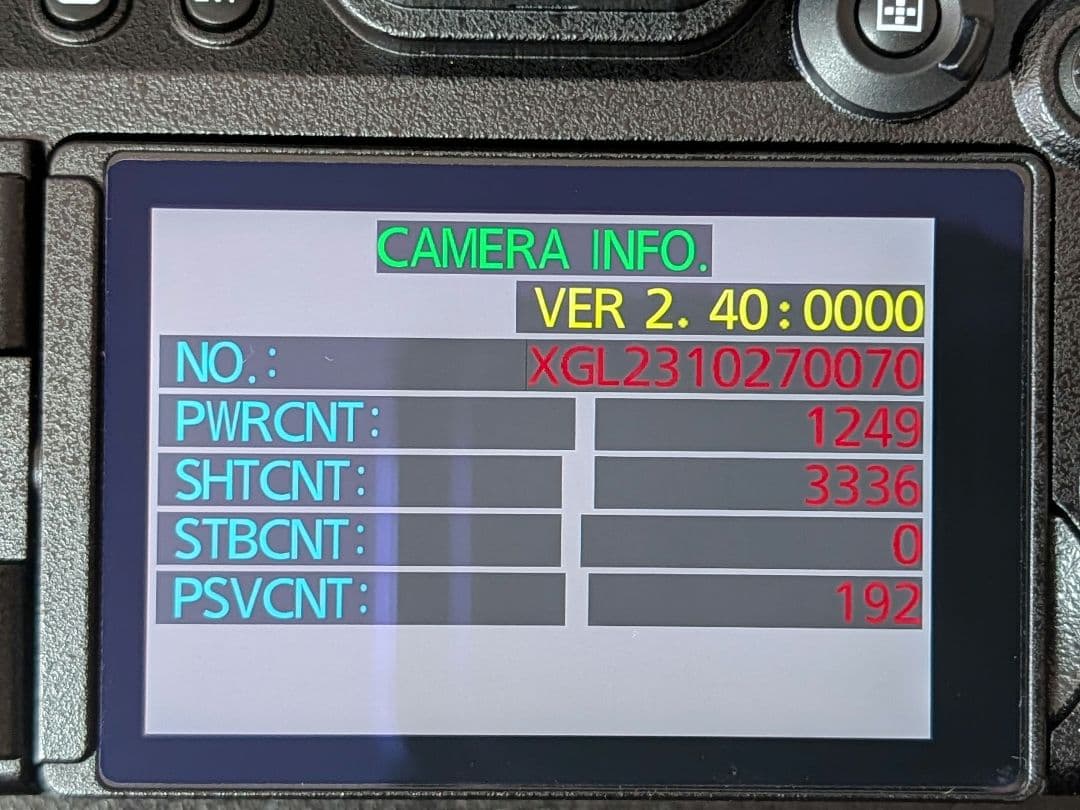 CAMERA INFO.
VER 2. 40:0000
NO.: XGL2310270070
PWRCNT: 1249
SHTCNT: 3336
STBCNT: 0
PSVCNT: 192